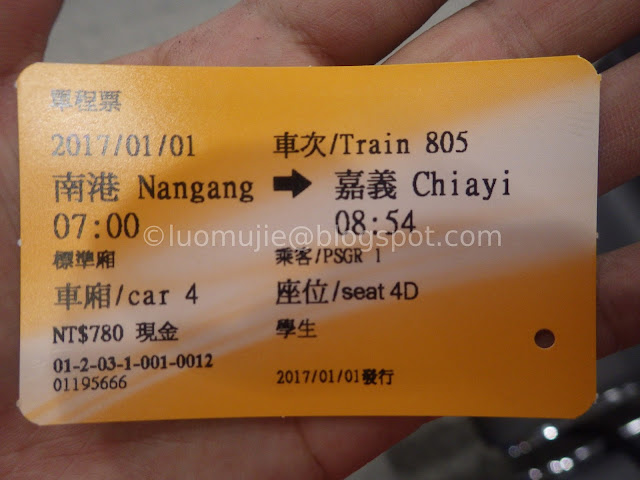 單程票
2017/01/01 車次/Train 805
南港 Nangang → 嘉義 Chiayi
07:00 08:54
©luomujie@blogspot.com
標準廂 乘客/PSGR 1
車廂/car 4 座位/seat 4D
NT$780 現金 學生
01-2-03-1-001-0012
01195666 2017/01/01發行